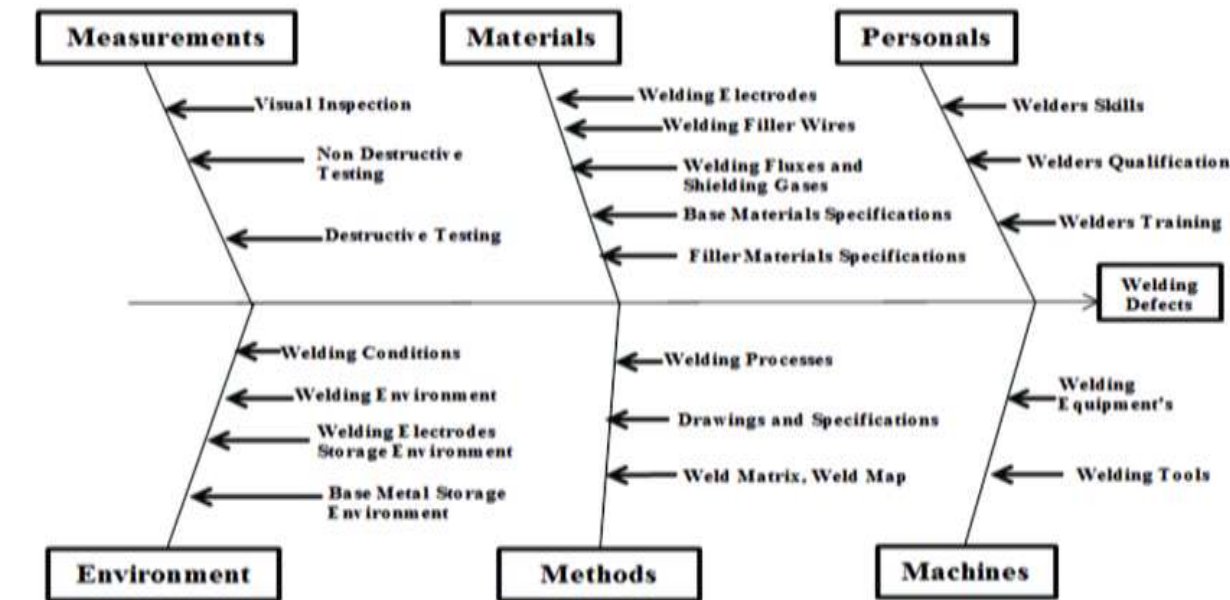 Measurements
Materials
Personals
Visual Inspection
Non Destructive
Testing
Destructive Testing
Welding Electrodes
Welding Filler Wires
Welding Fluxes and
Shielding Gases
Base Materials Specifications
Filler Materials Specifications
Welders Skills
Welders Qualification
Welders Training
Welding
Defects
Welding Conditions
Welding Environment
Welding Electrodes
Storage Environment
Base Metal Storage
Environment
Welding Processes
Drawings and Specifications
Weld Matrix, Weld Map
Welding
Equipment's
Welding Tools
Environment
Methods
Machines